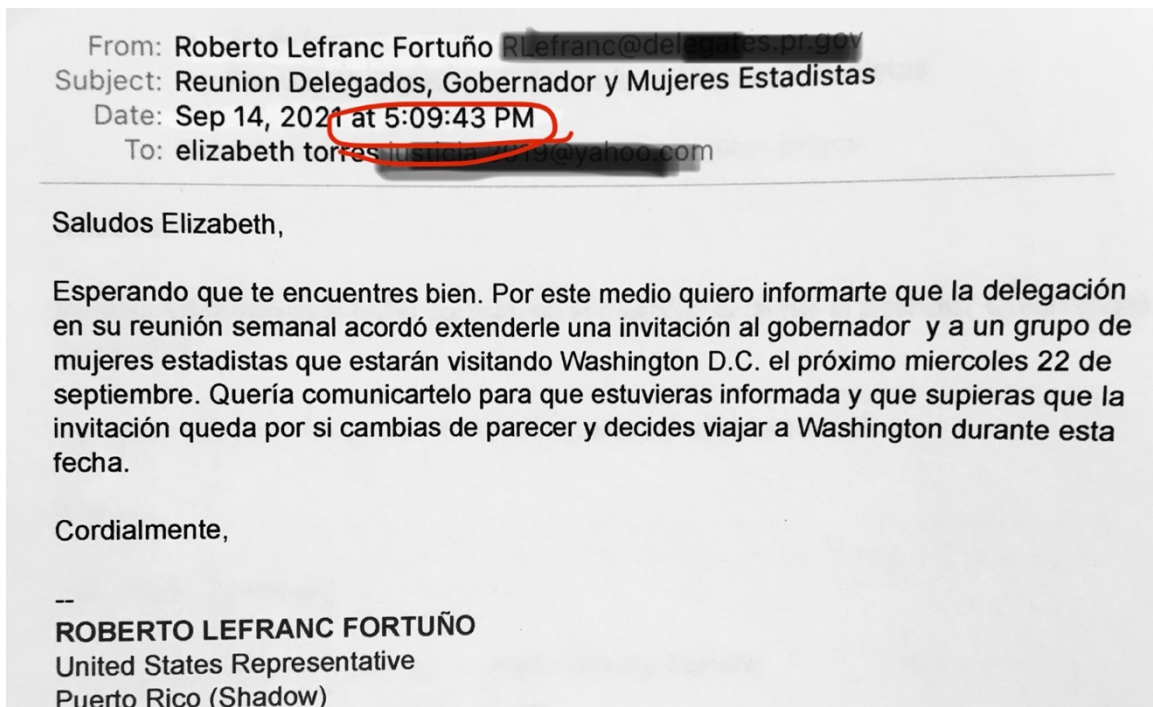 From: Roberto Lefranc Fortuño
Subject: Reunion Delegados, Gobernador y Mujeres Estadistas
Date: Sep 14, 2021 at 5:09:43 PM
To: elizabeth torres
Saludos Elizabeth,
Esperando que te encuentres bien. Por este medio quiero informarte que la delegación
en su reunión semanal acordó extenderle una invitación al gobernador y a un grupo de
mujeres estadistas que estarán visitando Washington D.C. el próximo miercoles 22 de
septiembre. Quería comunicartelo para que estuvieras informada y que supieras que la
invitación queda por si cambias de parecer y decides viajar a Washington durante esta
fecha.
Cordialmente,
--
ROBERTO LEFRANC FORTUÑO
United States Representative
Puerto Rico (Shadow)